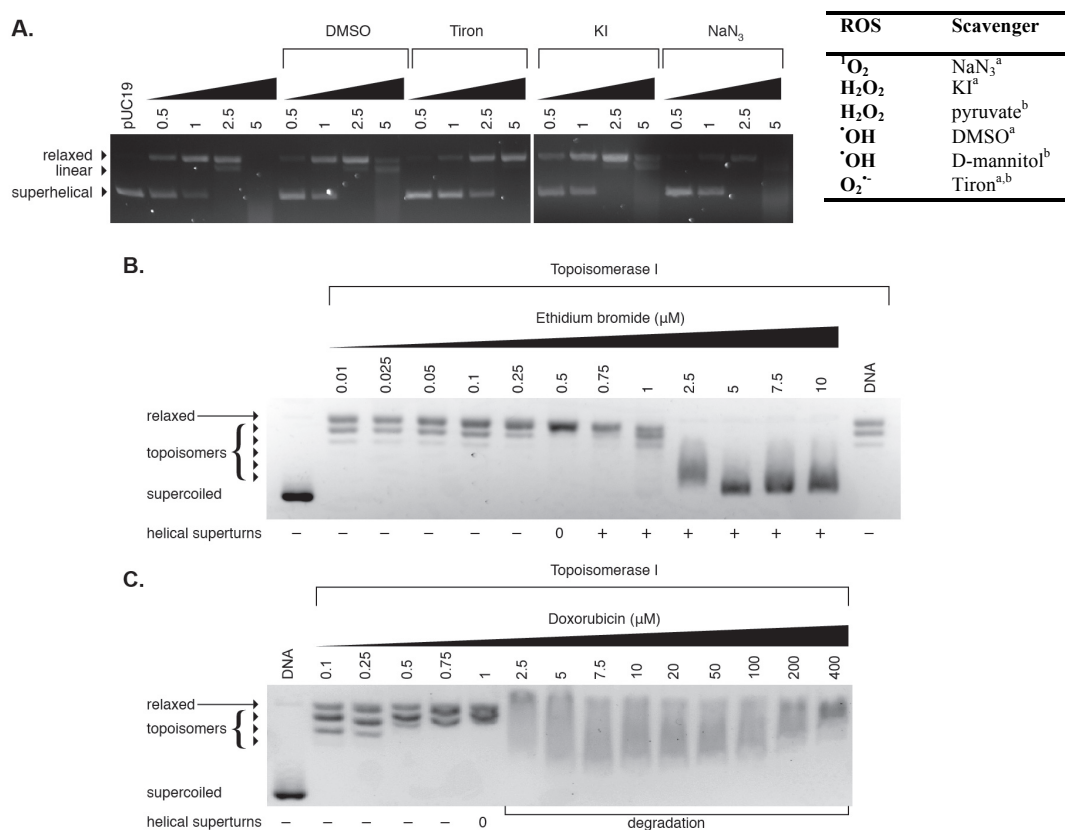 A.
DMSO Tiron KI NaN₃
pUC19 0.5 1 2.5 5 0.5 1 2.5 5 0.5 1 2.5 5 0.5 1 2.5 5 0.5 1 2.5 5
relaxed
linear
superhelical
ROS Scavenger
¹O₂ NaN₃ᵃ
H₂O₂ KIᵃ
H₂O₂ pyruvateᵇ
•OH DMSOᵃ
•OH D-mannitolᵇ
O₂•- Tironᵃ,ᵇ
B.
Topoisomerase I
Ethidium bromide (µM)
0.01 0.025 0.05 0.1 0.25 0.5 0.75 1 2.5 5 7.5 10 DNA
relaxed
topoisomers
supercoiled
helical superturns – – – – – – 0 + + + + + + –
C.
Topoisomerase I
Doxorubicin (µM)
DNA 0.1 0.25 0.5 0.75 1 2.5 5 7.5 10 20 50 100 200 400
relaxed
topoisomers
supercoiled
helical superturns – – – – – 0 degradation